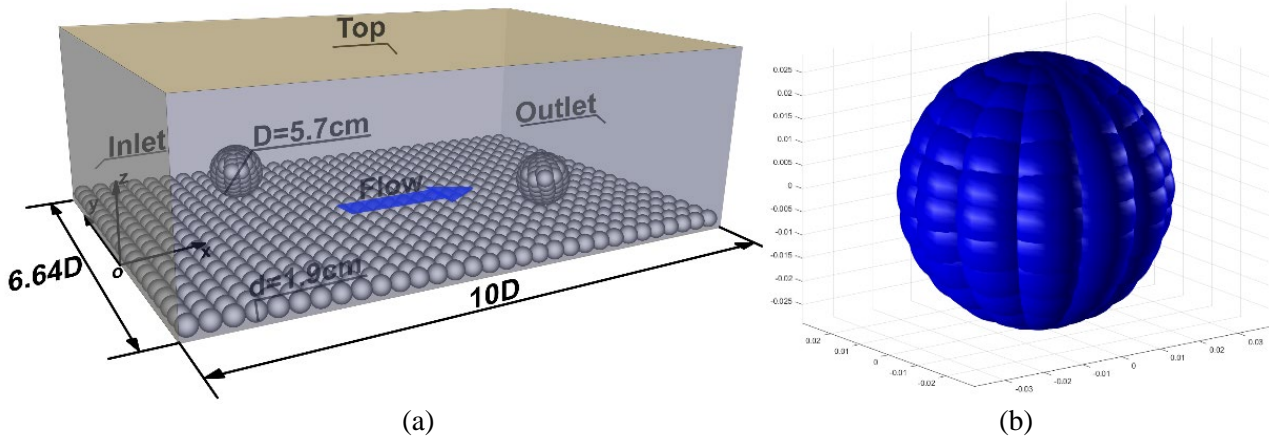 Top
Outlet
D=5.7cm
Inlet
Flow
z
y
x
o
d=1.9cm
6.64D
10D
(a)
0.025
0.02
0.015
0.01
0.005
0
-0.005
-0.01
-0.015
-0.02
-0.025
0.02
0.01
0
-0.01
-0.02
-0.03
-0.02
-0.01
0
0.01
0.02
0.03
(b)